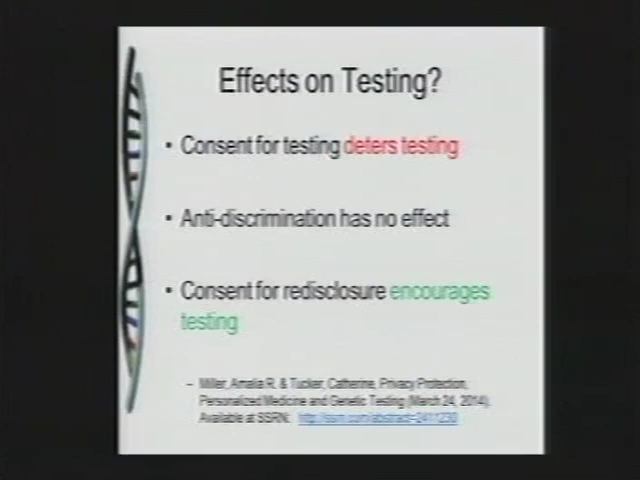 Effects on Testing?
• Consent for testing deters testing
• Anti-discrimination has no effect
• Consent for redisclosure encourages
testing
– Miller, Amalia R. & Tucker, Catherine, Privacy Protection,
Personalized Medicine and Genetic Testing (March 24, 2014).
Available at SSRN: http://ssrn.com/abstract=2411230